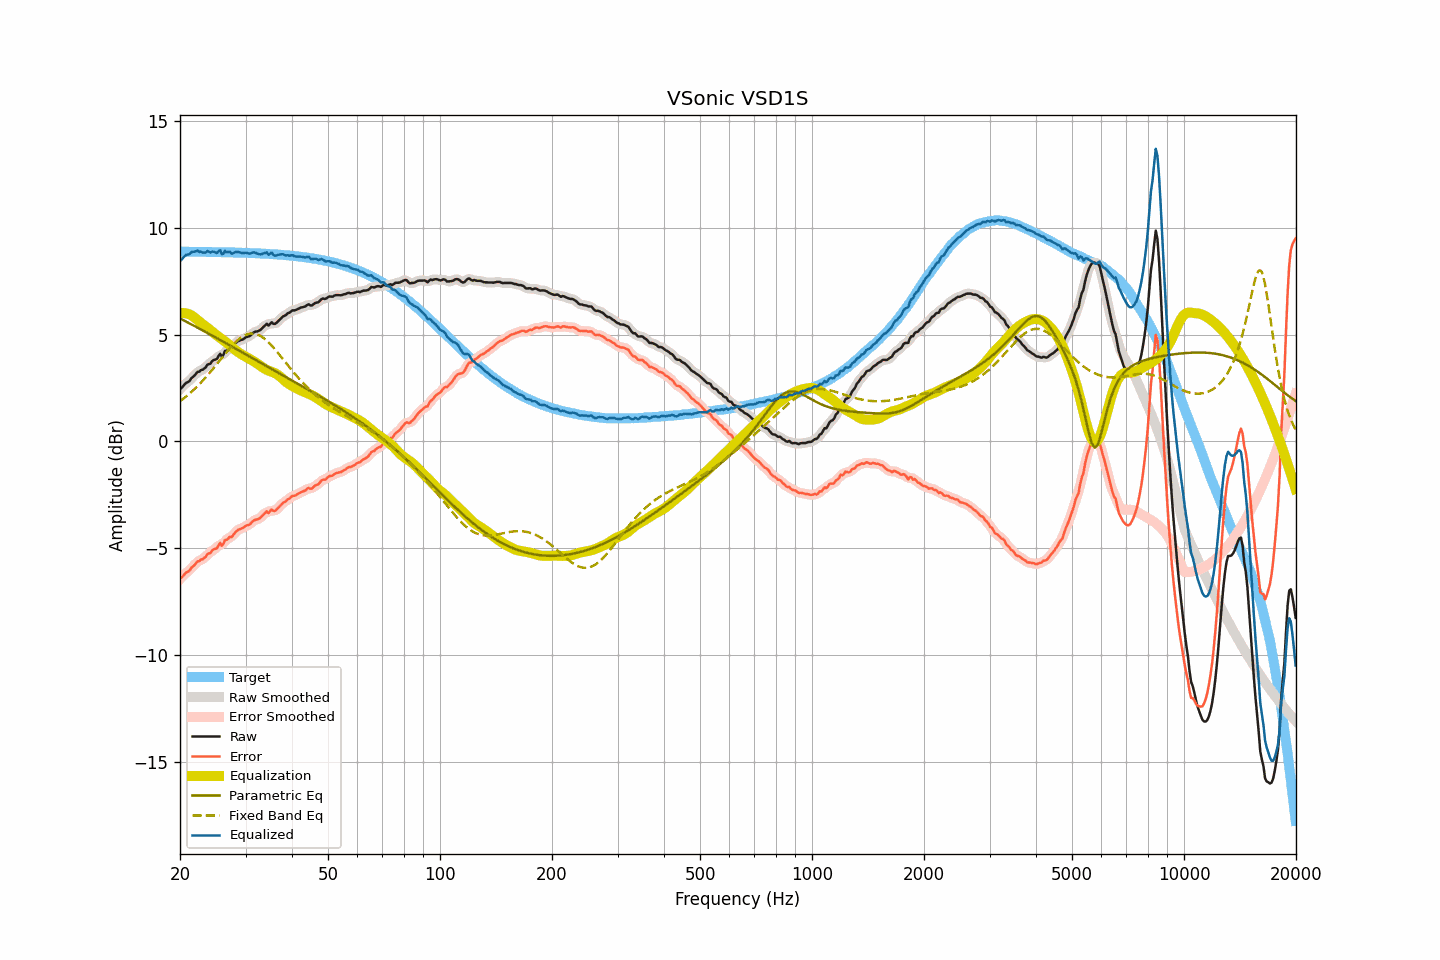 VSonic VSD1S
15
10
5
0
−5
−10
−15
Amplitude (dBr)
Target
Raw Smoothed
Error Smoothed
Raw
Error
Equalization
Parametric Eq
Fixed Band Eq
Equalized
20 50 100 200 500 1000 2000 5000 10000 20000
Frequency (Hz)